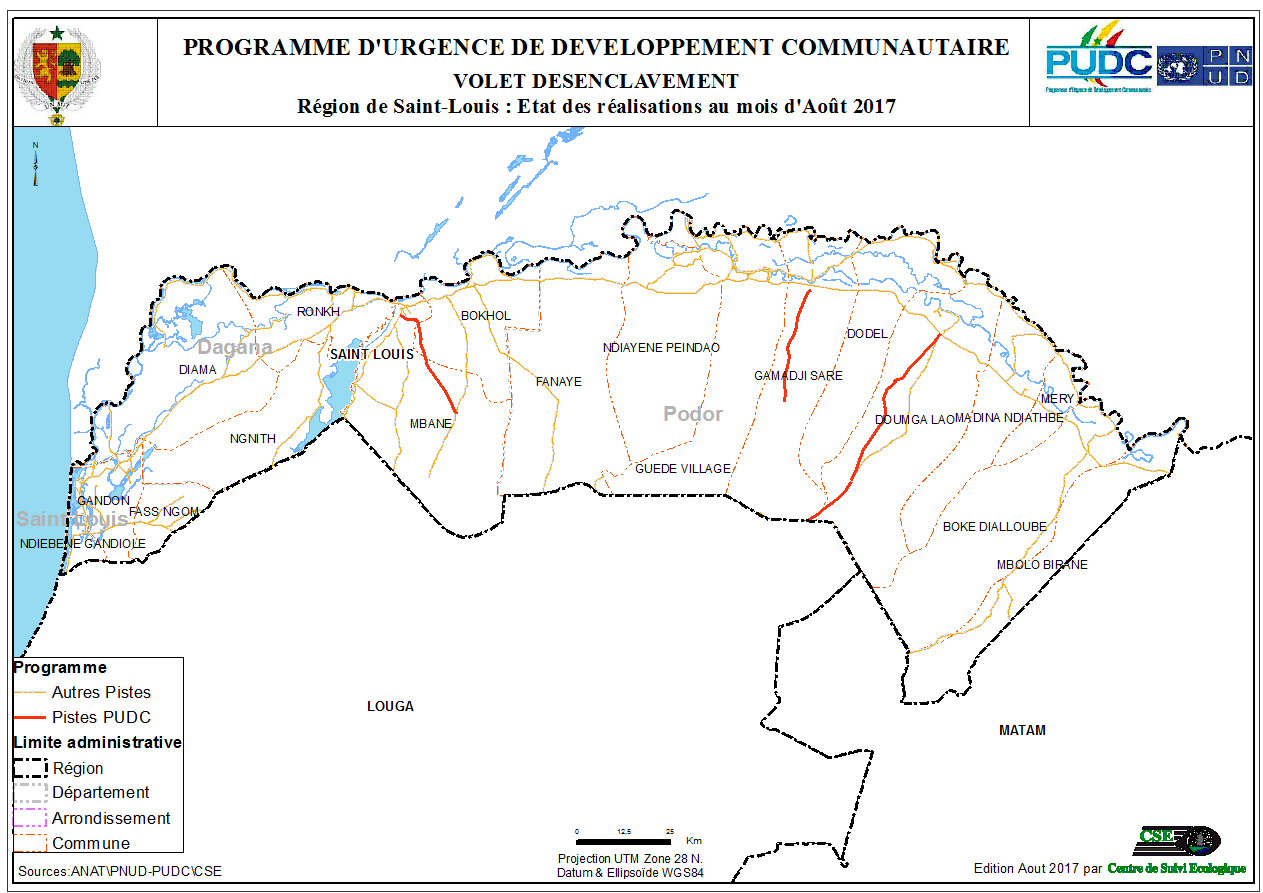 PROGRAMME D'URGENCE DE DEVELOPPEMENT COMMUNAUTAIRE
VOLET DESENCLAVEMENT
Région de Saint-Louis : Etat des réalisations au mois d'Août 2017
PUDC
Programme d'Urgence de Développement Communautaire
P N
U D
N
RONKH
BOKHOL
Dagana
SAINT LOUIS
DIAMA
NDIAYENE PEINDAO
DODEL
FANAYE
GAMADJI SARE
MERY
Podor
MBANE
DOUMGA LAO
MADINA NDIATHBE
NGNITH
GUEDE VILLAGE
GANDON
FASS NGOM
Saint Louis
BOKE DIALLOUBE
NDIEBENE GANDIOLE
MBOLO BIRANE
LOUGA
MATAM
Programme
Autres Pistes
Pistes PUDC
Limite administrative
Région
Département
Arrondissement
Commune
Sources:ANAT\PNUD-PUDC\CSE
0 12,5 25
Km
Projection UTM Zone 28 N.
Datum & Ellipsoïde WGS84
CSE
Edition Aout 2017 par Centre de Suivi Ecologique